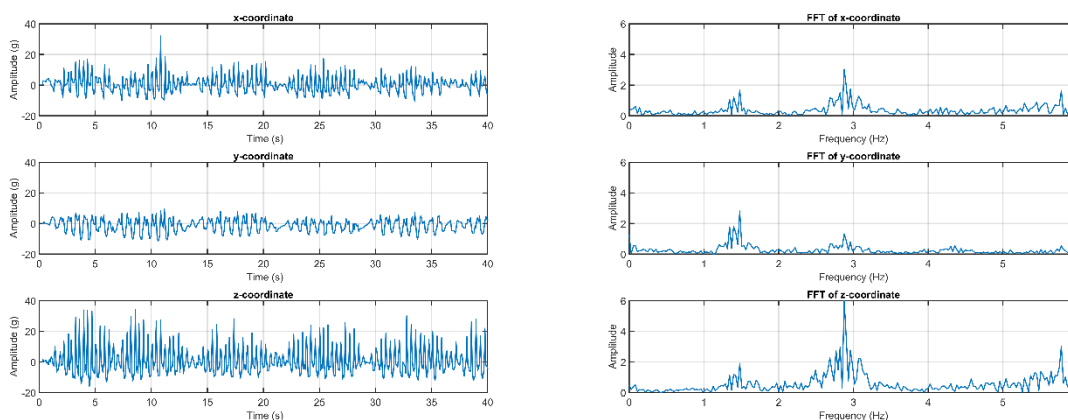 x-coordinate
Amplitude (g)
40
20
0
-20
0 5 10 15 20 25 30 35 40
Time (s)
FFT of x-coordinate
Amplitude
6
4
2
0
0 1 2 3 4 5
Frequency (Hz)
y-coordinate
Amplitude (g)
40
20
0
-20
0 5 10 15 20 25 30 35 40
Time (s)
FFT of y-coordinate
Amplitude
6
4
2
0
0 1 2 3 4 5
Frequency (Hz)
z-coordinate
Amplitude (g)
40
20
0
-20
0 5 10 15 20 25 30 35 40
Time (s)
FFT of z-coordinate
Amplitude
6
4
2
0
0 1 2 3 4 5
Frequency (Hz)